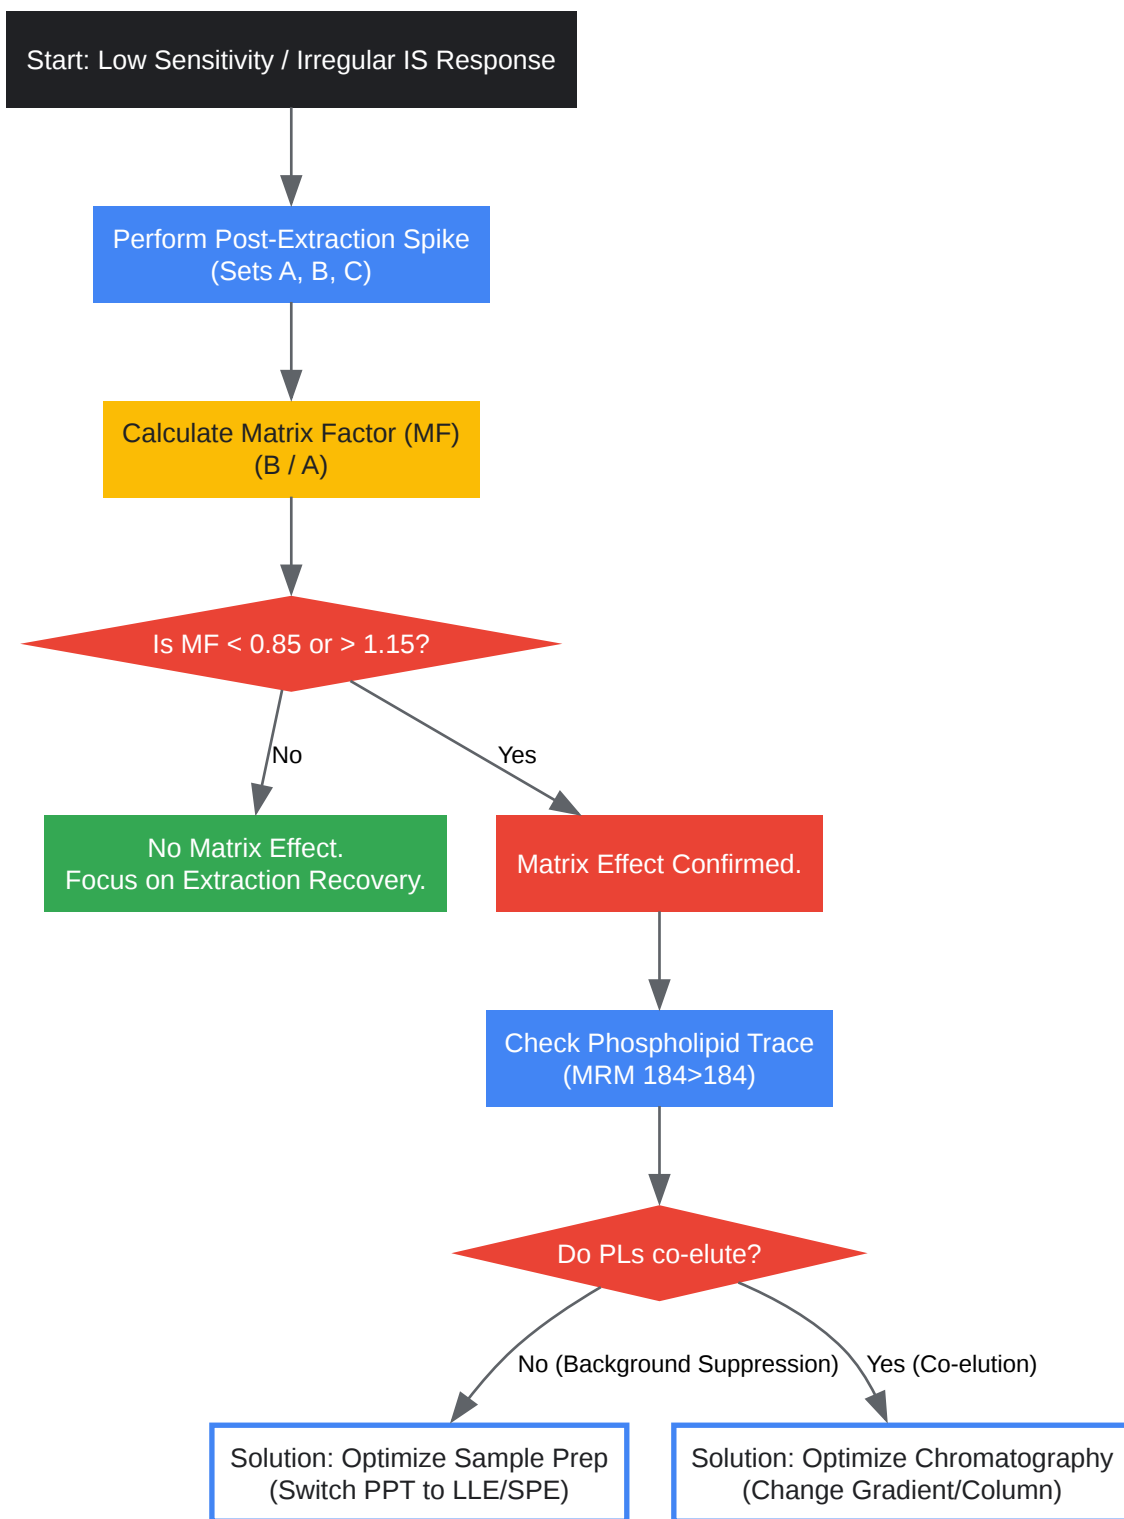 Start: Low Sensitivity / Irregular IS Response
Perform Post-Extraction Spike
(Sets A, B, C)
Calculate Matrix Factor (MF)
(B / A)
Is MF < 0.85 or > 1.15?
No
Yes
No Matrix Effect.
Focus on Extraction Recovery.
Matrix Effect Confirmed.
Check Phospholipid Trace
(MRM 184>184)
Do PLs co-elute?
No (Background Suppression)
Yes (Co-elution)
Solution: Optimize Sample Prep
(Switch PPT to LLE/SPE)
Solution: Optimize Chromatography
(Change Gradient/Column)